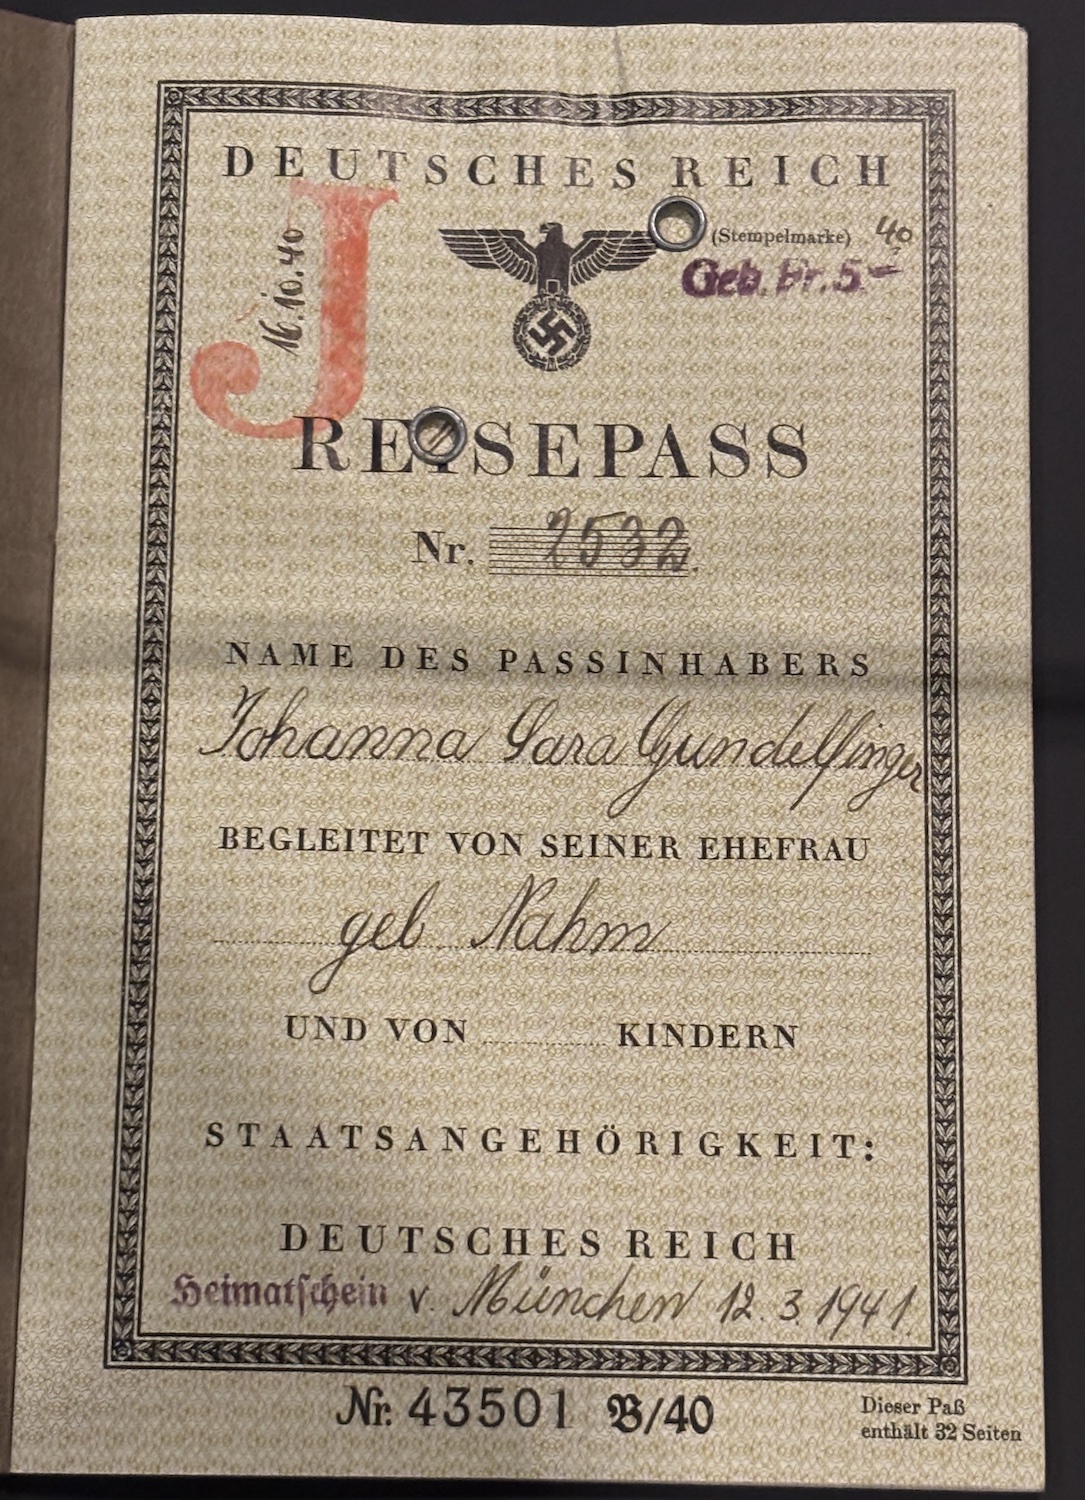 DEUTSCHES REICH
J
16.10.40
(Stempelmarke) 40
Geb. Fr. 5.-
REISEPASS
Nr. 2532
NAME DES PASSINHABERS
Johanna Sara Gundelfinger
BEGLEITET VON SEINER EHEFRAU
geb Nahm
UND VON KINDERN
STAATSANGEHÖRIGKEIT:
DEUTSCHES REICH
Heimatschein v. München 12.3.1941.
Nr. 43501 B/40
Dieser Paß
enthält 32 Seiten